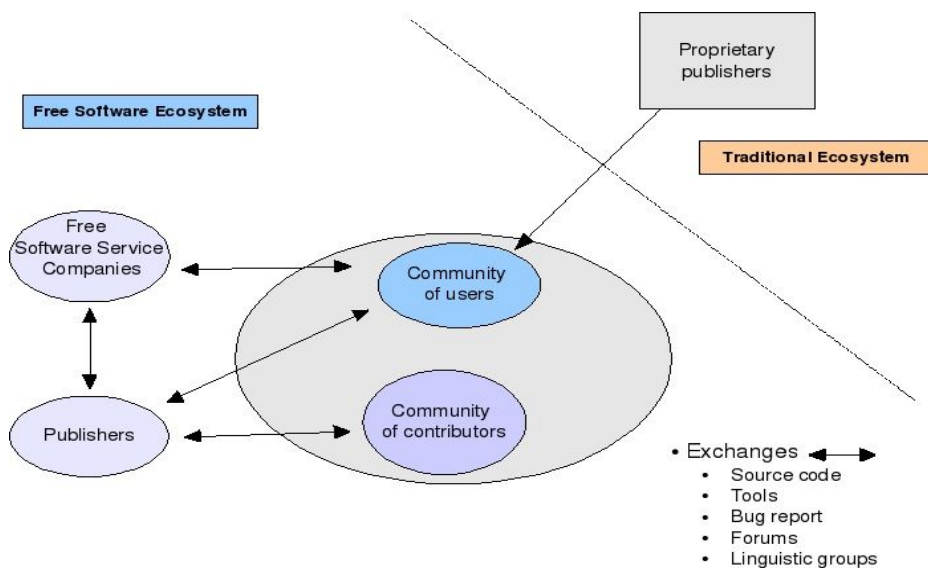 Proprietary
publishers
Free Software Ecosystem
Traditional Ecosystem
Free
Software Service
Companies
Community
of users
Publishers
Community
of contributors
• Exchanges
• Source code
• Tools
• Bug report
• Forums
• Linguistic groups